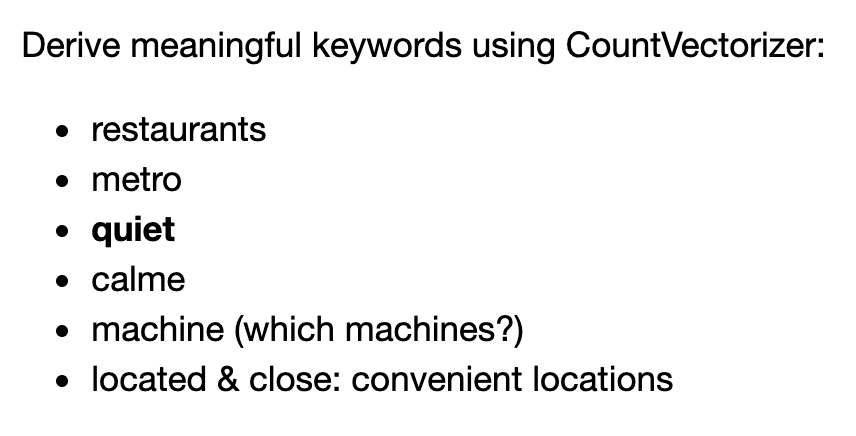 Derive meaningful keywords using CountVectorizer:
• restaurants
• metro
• quiet
• calme
• machine (which machines?)
• located & close: convenient locations